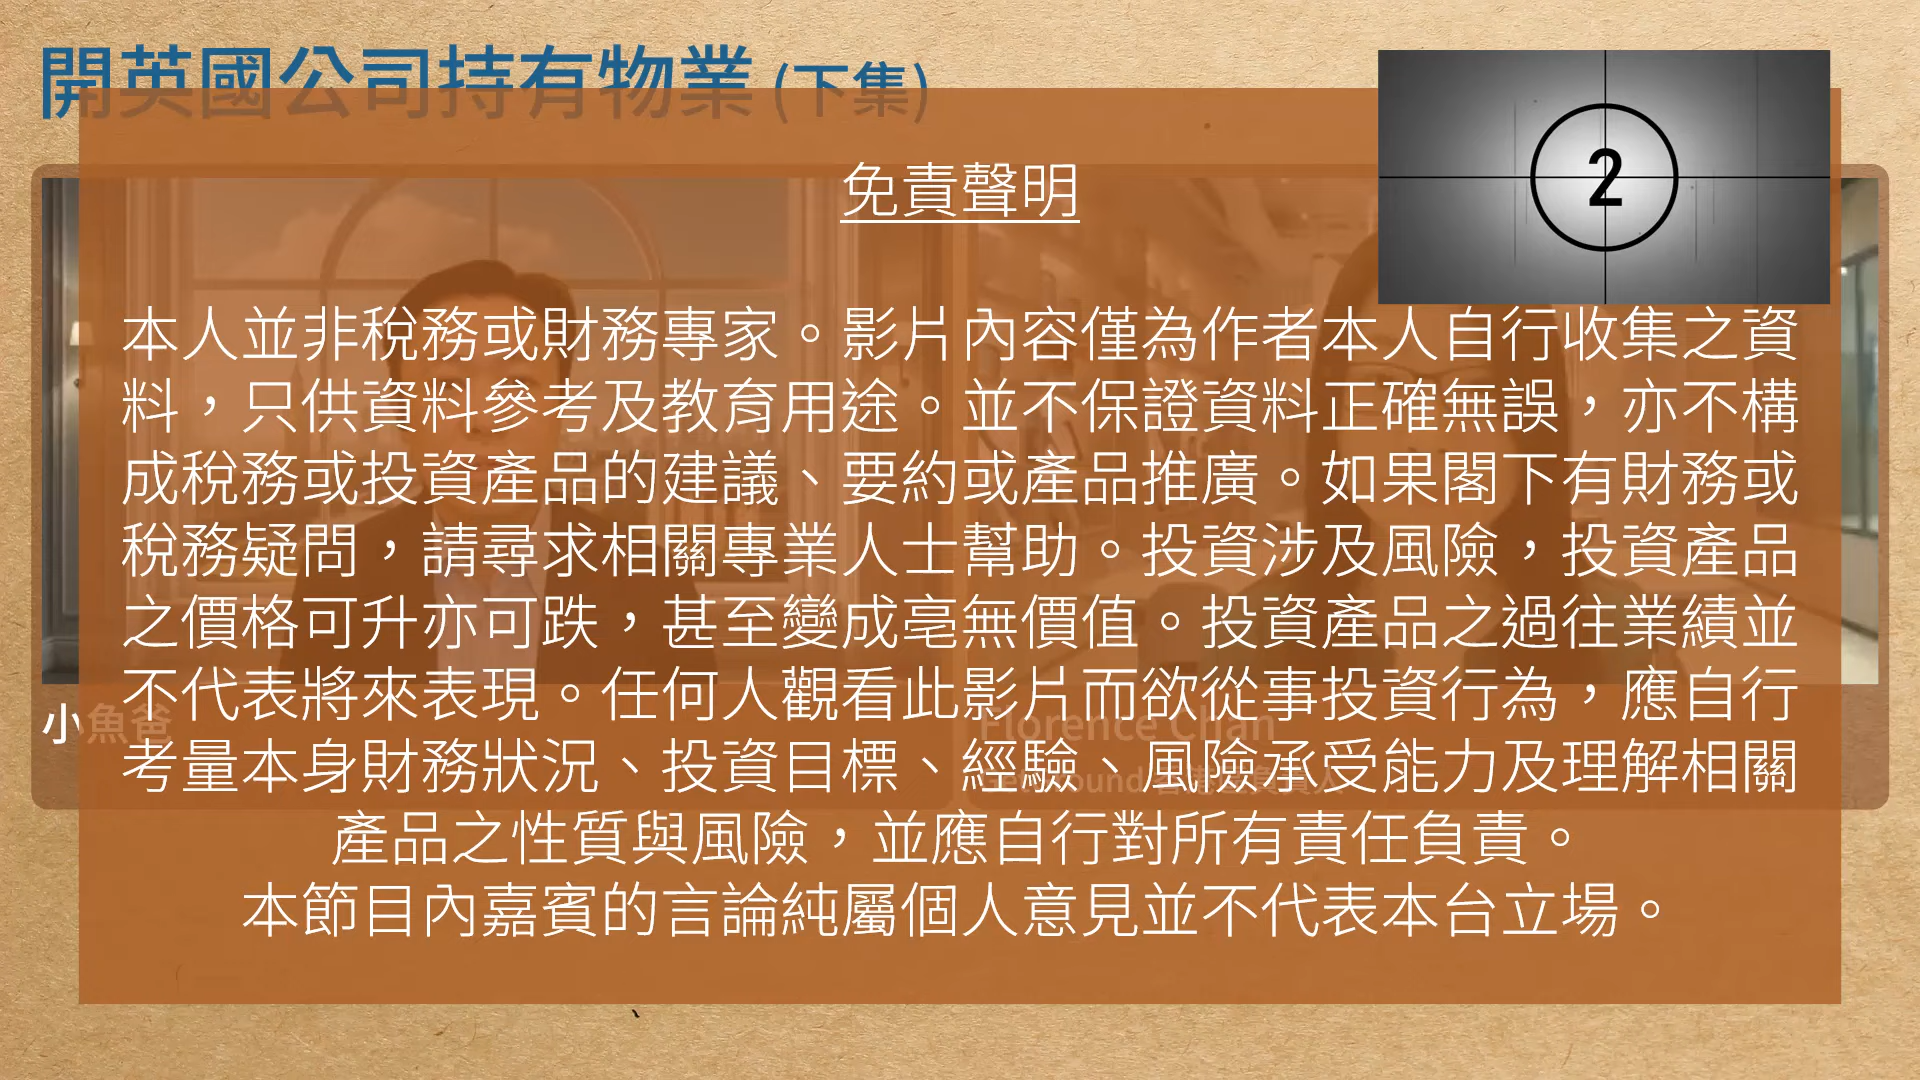 開英國公司持有物業 (下集)
2
免責聲明
本人並非稅務或財務專家。影片內容僅為作者本人自行收集之資
料，只供資料參考及教育用途。並不保證資料正確無誤，亦不構
成稅務或投資產品的建議、要約或產品推廣。如果閣下有財務或
稅務疑問，請尋求相關專業人士幫助。投資涉及風險，投資產品
之價格可升亦可跌，甚至變成毫無價值。投資產品之過往業績並
不代表將來表現。任何人觀看此影片而欲從事投資行為，應自行
考量本身財務狀況、投資目標、經驗、風險承受能力及理解相關
產品之性質與風險，並應自行對所有責任負責。
本節目內嘉賓的言論純屬個人意見並不代表本台立場。
小魚爸
Florence Chan